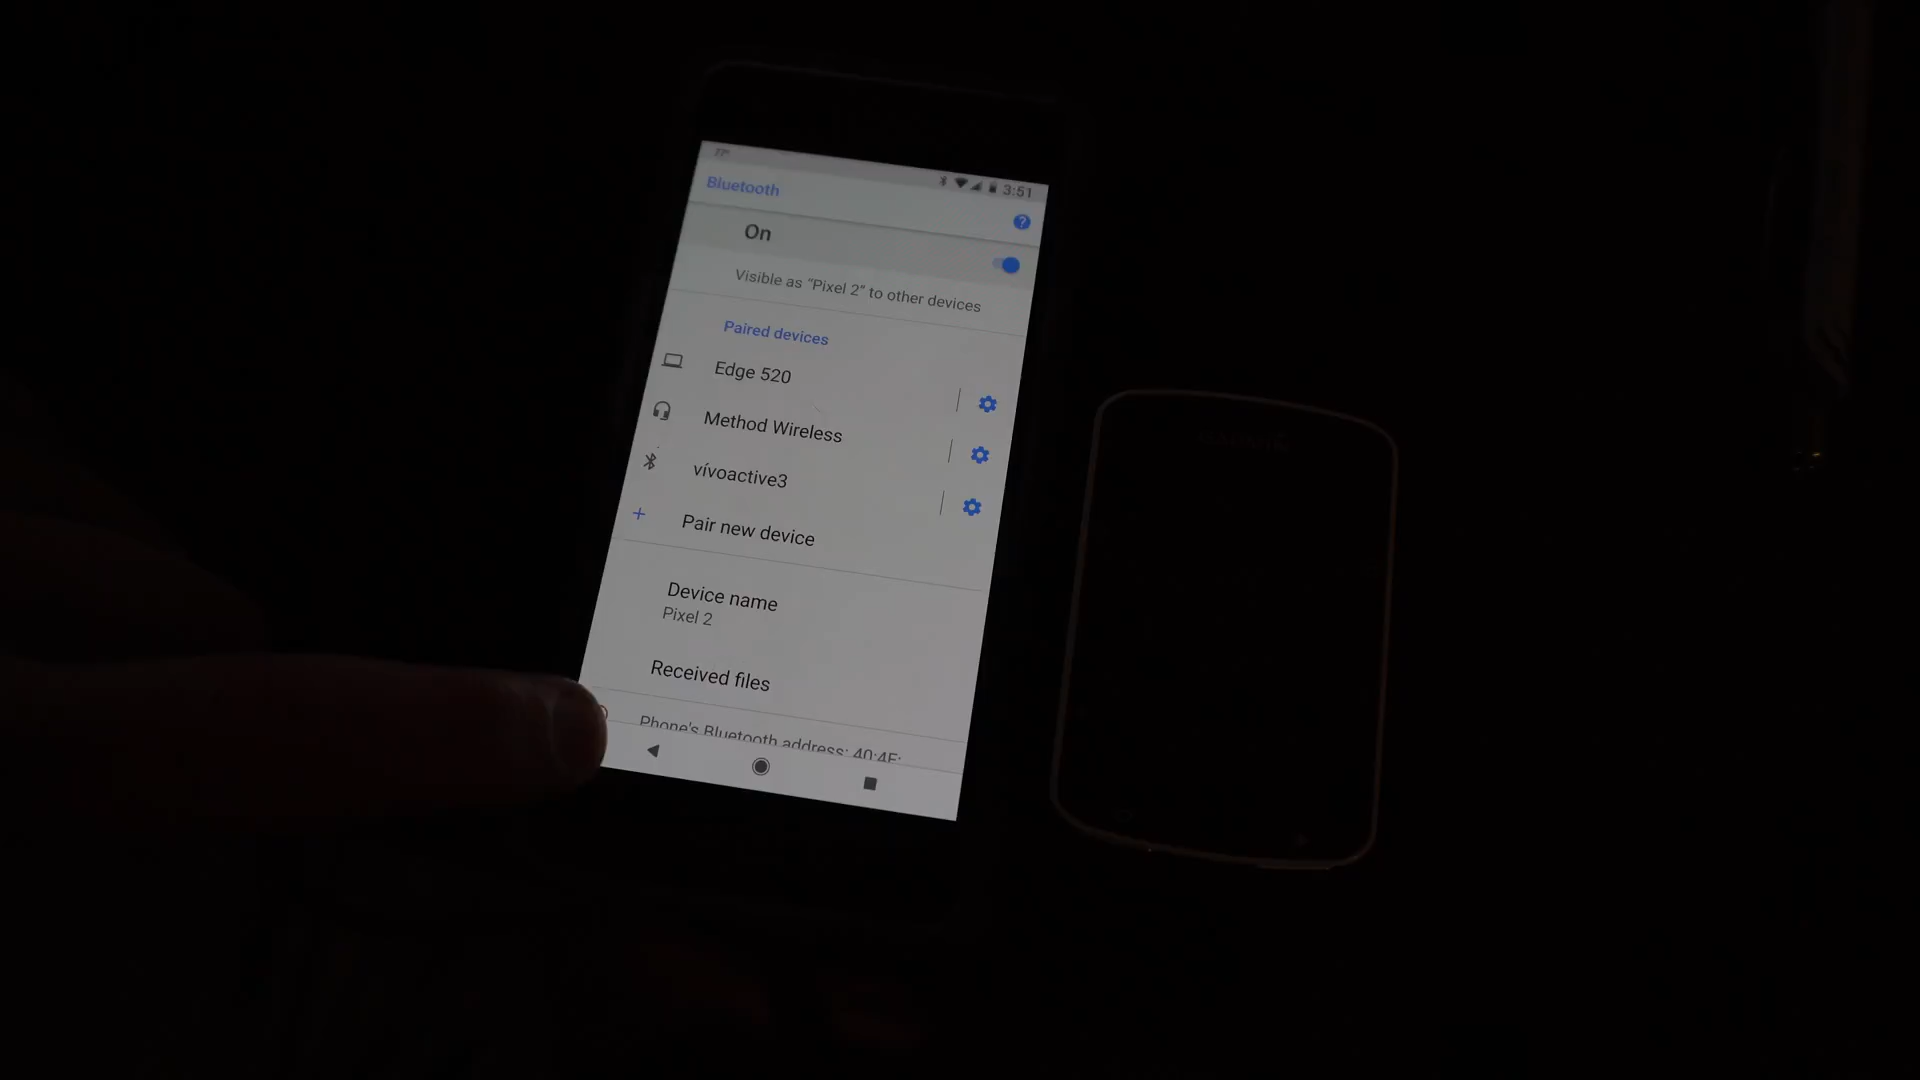 3:51
Bluetooth
On
Visible as “Pixel 2” to other devices
Paired devices
Edge 520
Method Wireless
vívoactive3
Pair new device
Device name
Pixel 2
Received files
Phone's Bluetooth address: 40:4E: